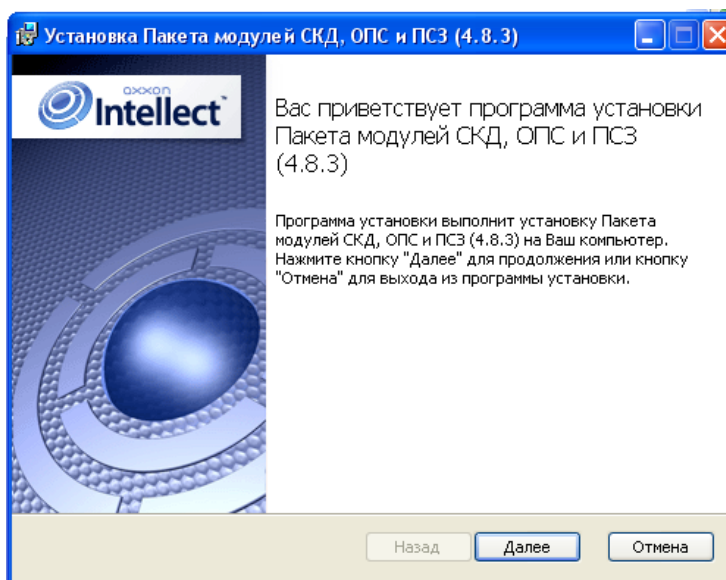 Установка Пакета модулей СКД, ОПС и ПСЗ (4.8.3)
axxon
Intellect
Вас приветствует программа установки
Пакета модулей СКД, ОПС и ПСЗ
(4.8.3)
Программа установки выполнит установку Пакета
модулей СКД, ОПС и ПСЗ (4.8.3) на Ваш компьютер.
Нажмите кнопку "Далее" для продолжения или кнопку
"Отмена" для выхода из программы установки.
Назад
Далее
Отмена